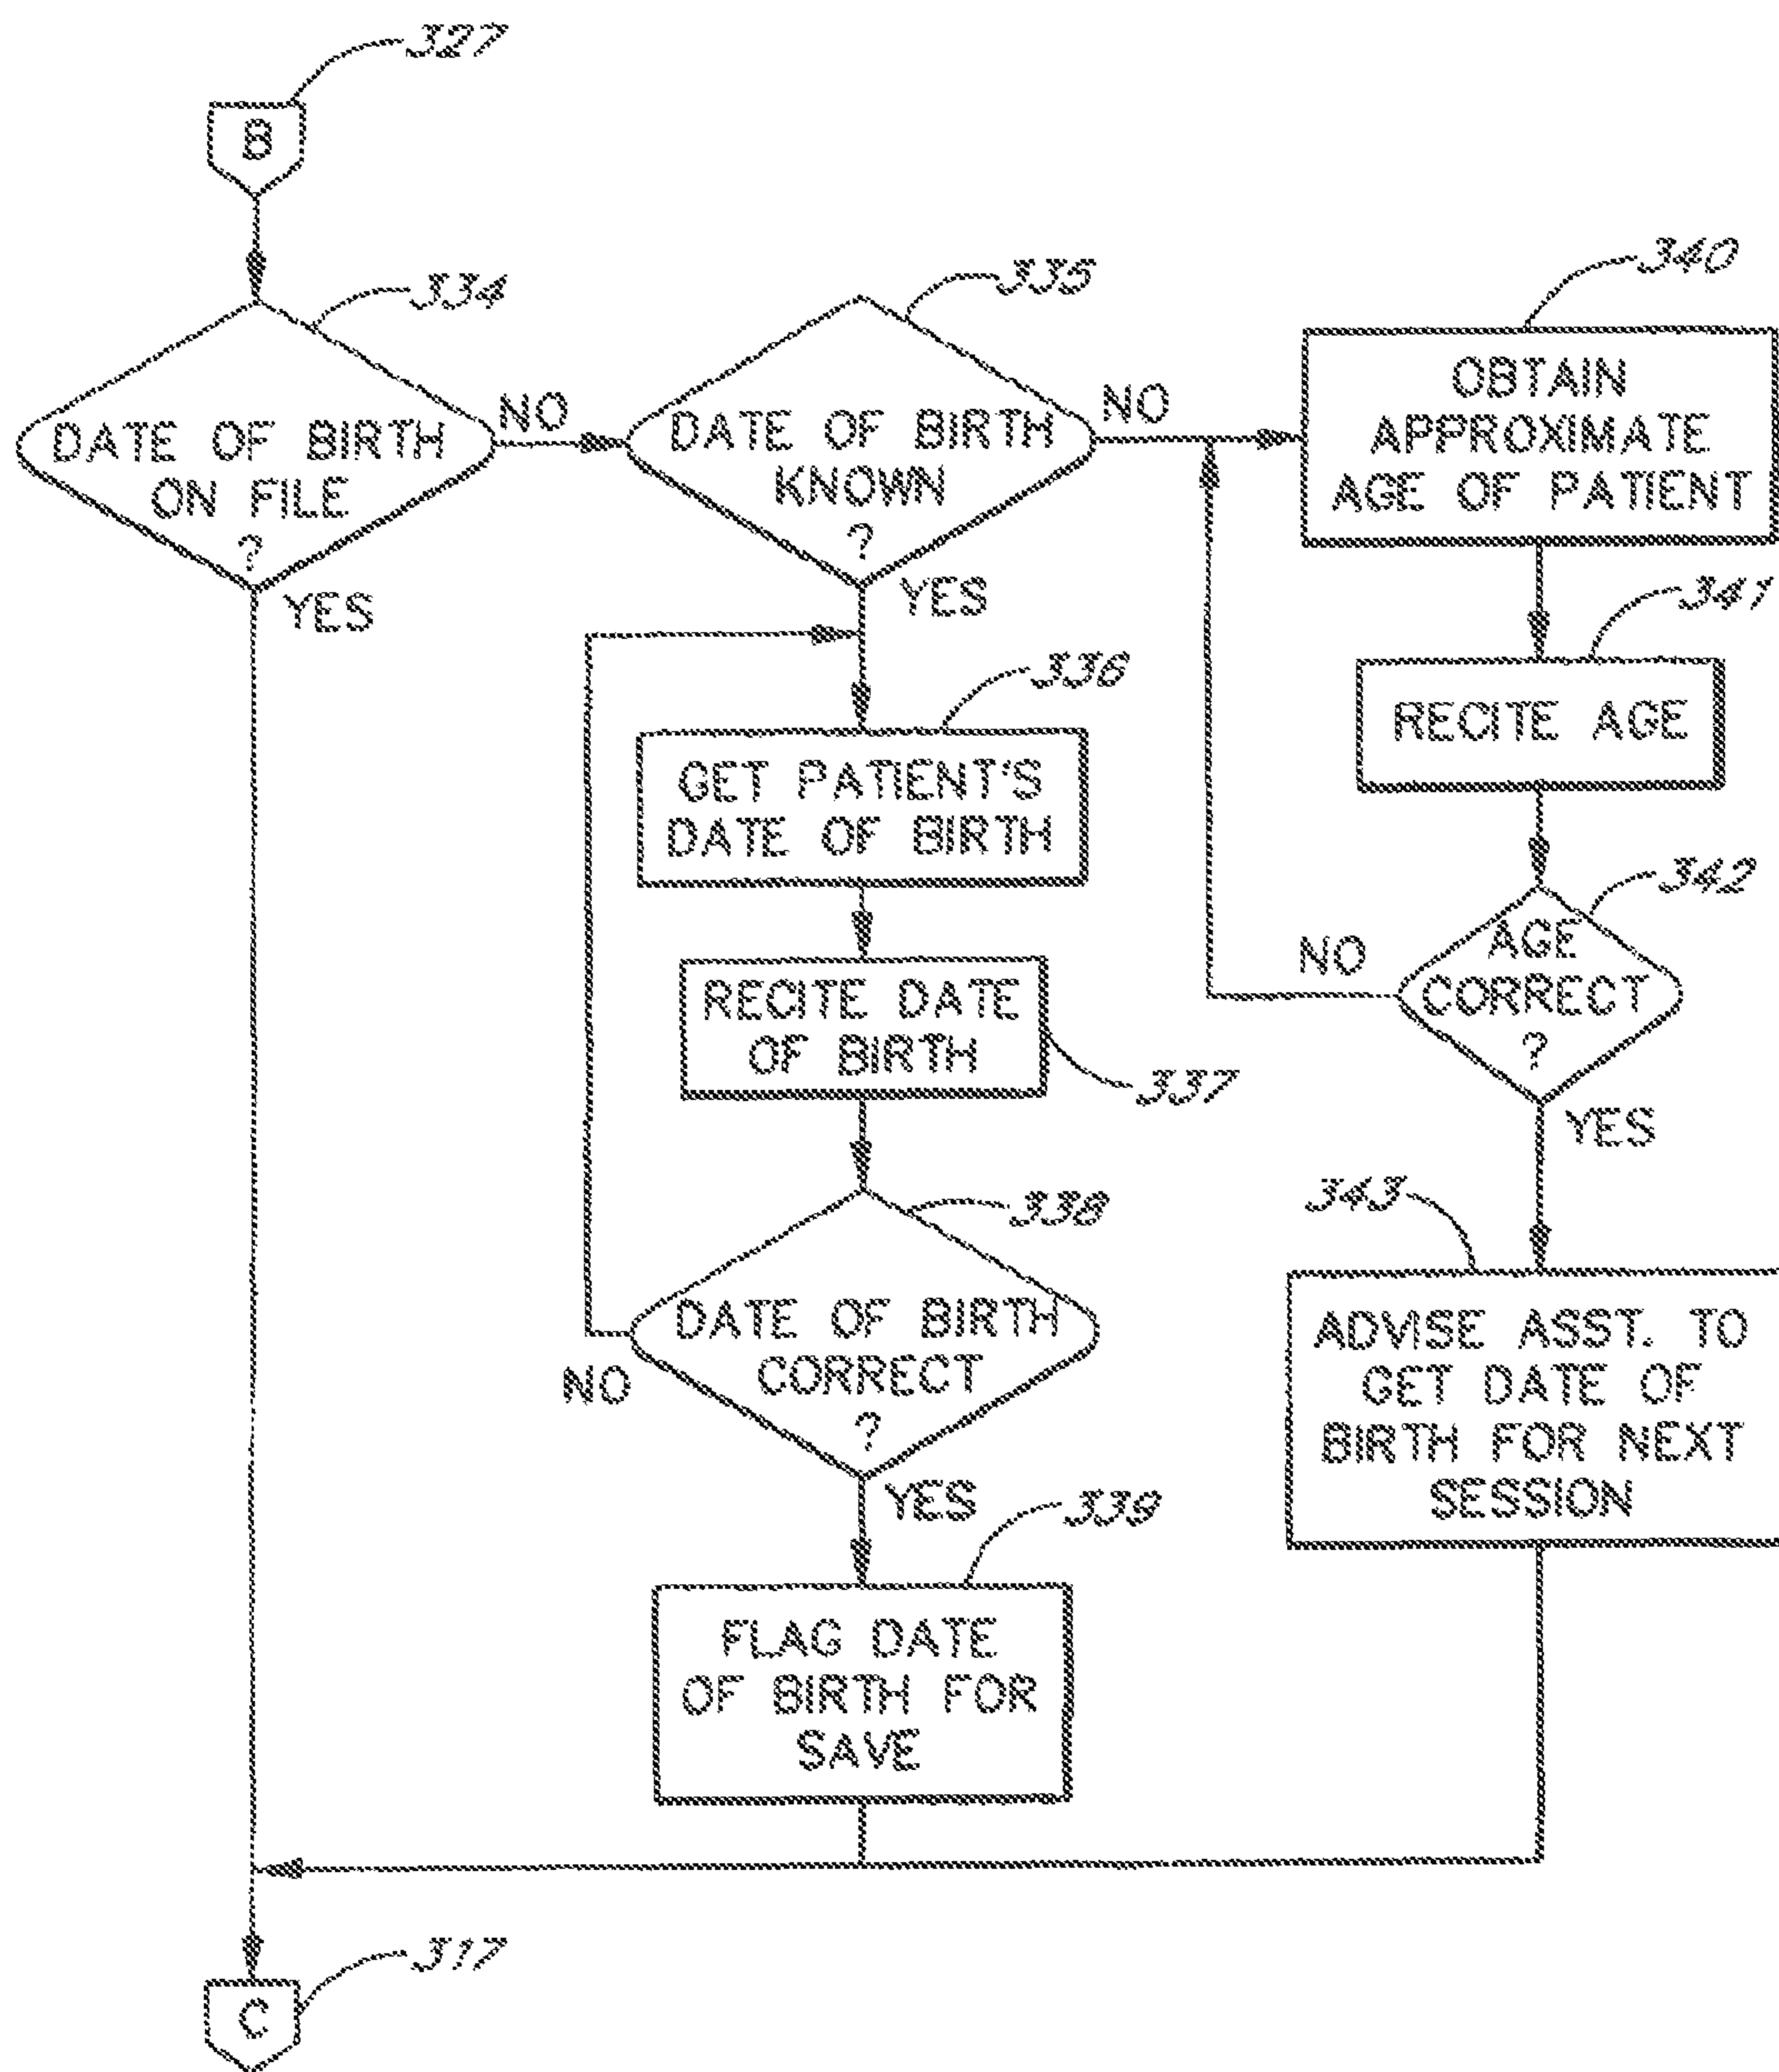 327
B
334
DATE OF BIRTH
ON FILE
?
YES
NO
335
DATE OF BIRTH
KNOWN
?
YES
NO
340
OBTAIN
APPROXIMATE
AGE OF PATIENT
341
RECITE AGE
342
AGE
CORRECT
?
NO
YES
343
ADVISE ASST. TO
GET DATE OF
BIRTH FOR NEXT
SESSION
336
GET PATIENT'S
DATE OF BIRTH
RECITE DATE
OF BIRTH
337
338
DATE OF BIRTH
CORRECT
?
NO
YES
339
FLAG DATE
OF BIRTH FOR
SAVE
317
C